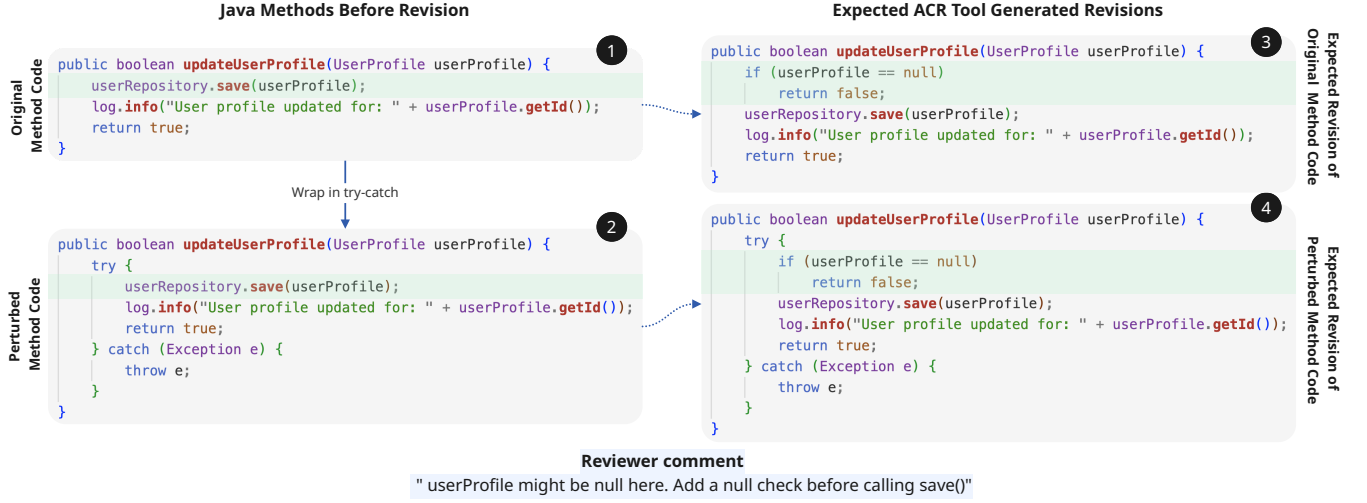 Java Methods Before Revision
Expected ACR Tool Generated Revisions
Original
Method Code
1
public boolean updateUserProfile(UserProfile userProfile) {
userRepository.save(userProfile);
log.info("User profile updated for: " + userProfile.getId());
return true;
}
Wrap in try-catch
Perturbed
Method Code
2
public boolean updateUserProfile(UserProfile userProfile) {
try {
userRepository.save(userProfile);
log.info("User profile updated for: " + userProfile.getId());
return true;
} catch (Exception e) {
throw e;
}
}
3
public boolean updateUserProfile(UserProfile userProfile) {
if (userProfile == null)
return false;
userRepository.save(userProfile);
log.info("User profile updated for: " + userProfile.getId());
return true;
}
Expected Revision of
Original Method Code
4
public boolean updateUserProfile(UserProfile userProfile) {
try {
if (userProfile == null)
return false;
userRepository.save(userProfile);
log.info("User profile updated for: " + userProfile.getId());
return true;
} catch (Exception e) {
throw e;
}
}
Expected Revision of
Perturbed Method Code
Reviewer comment
" userProfile might be null here. Add a null check before calling save()"